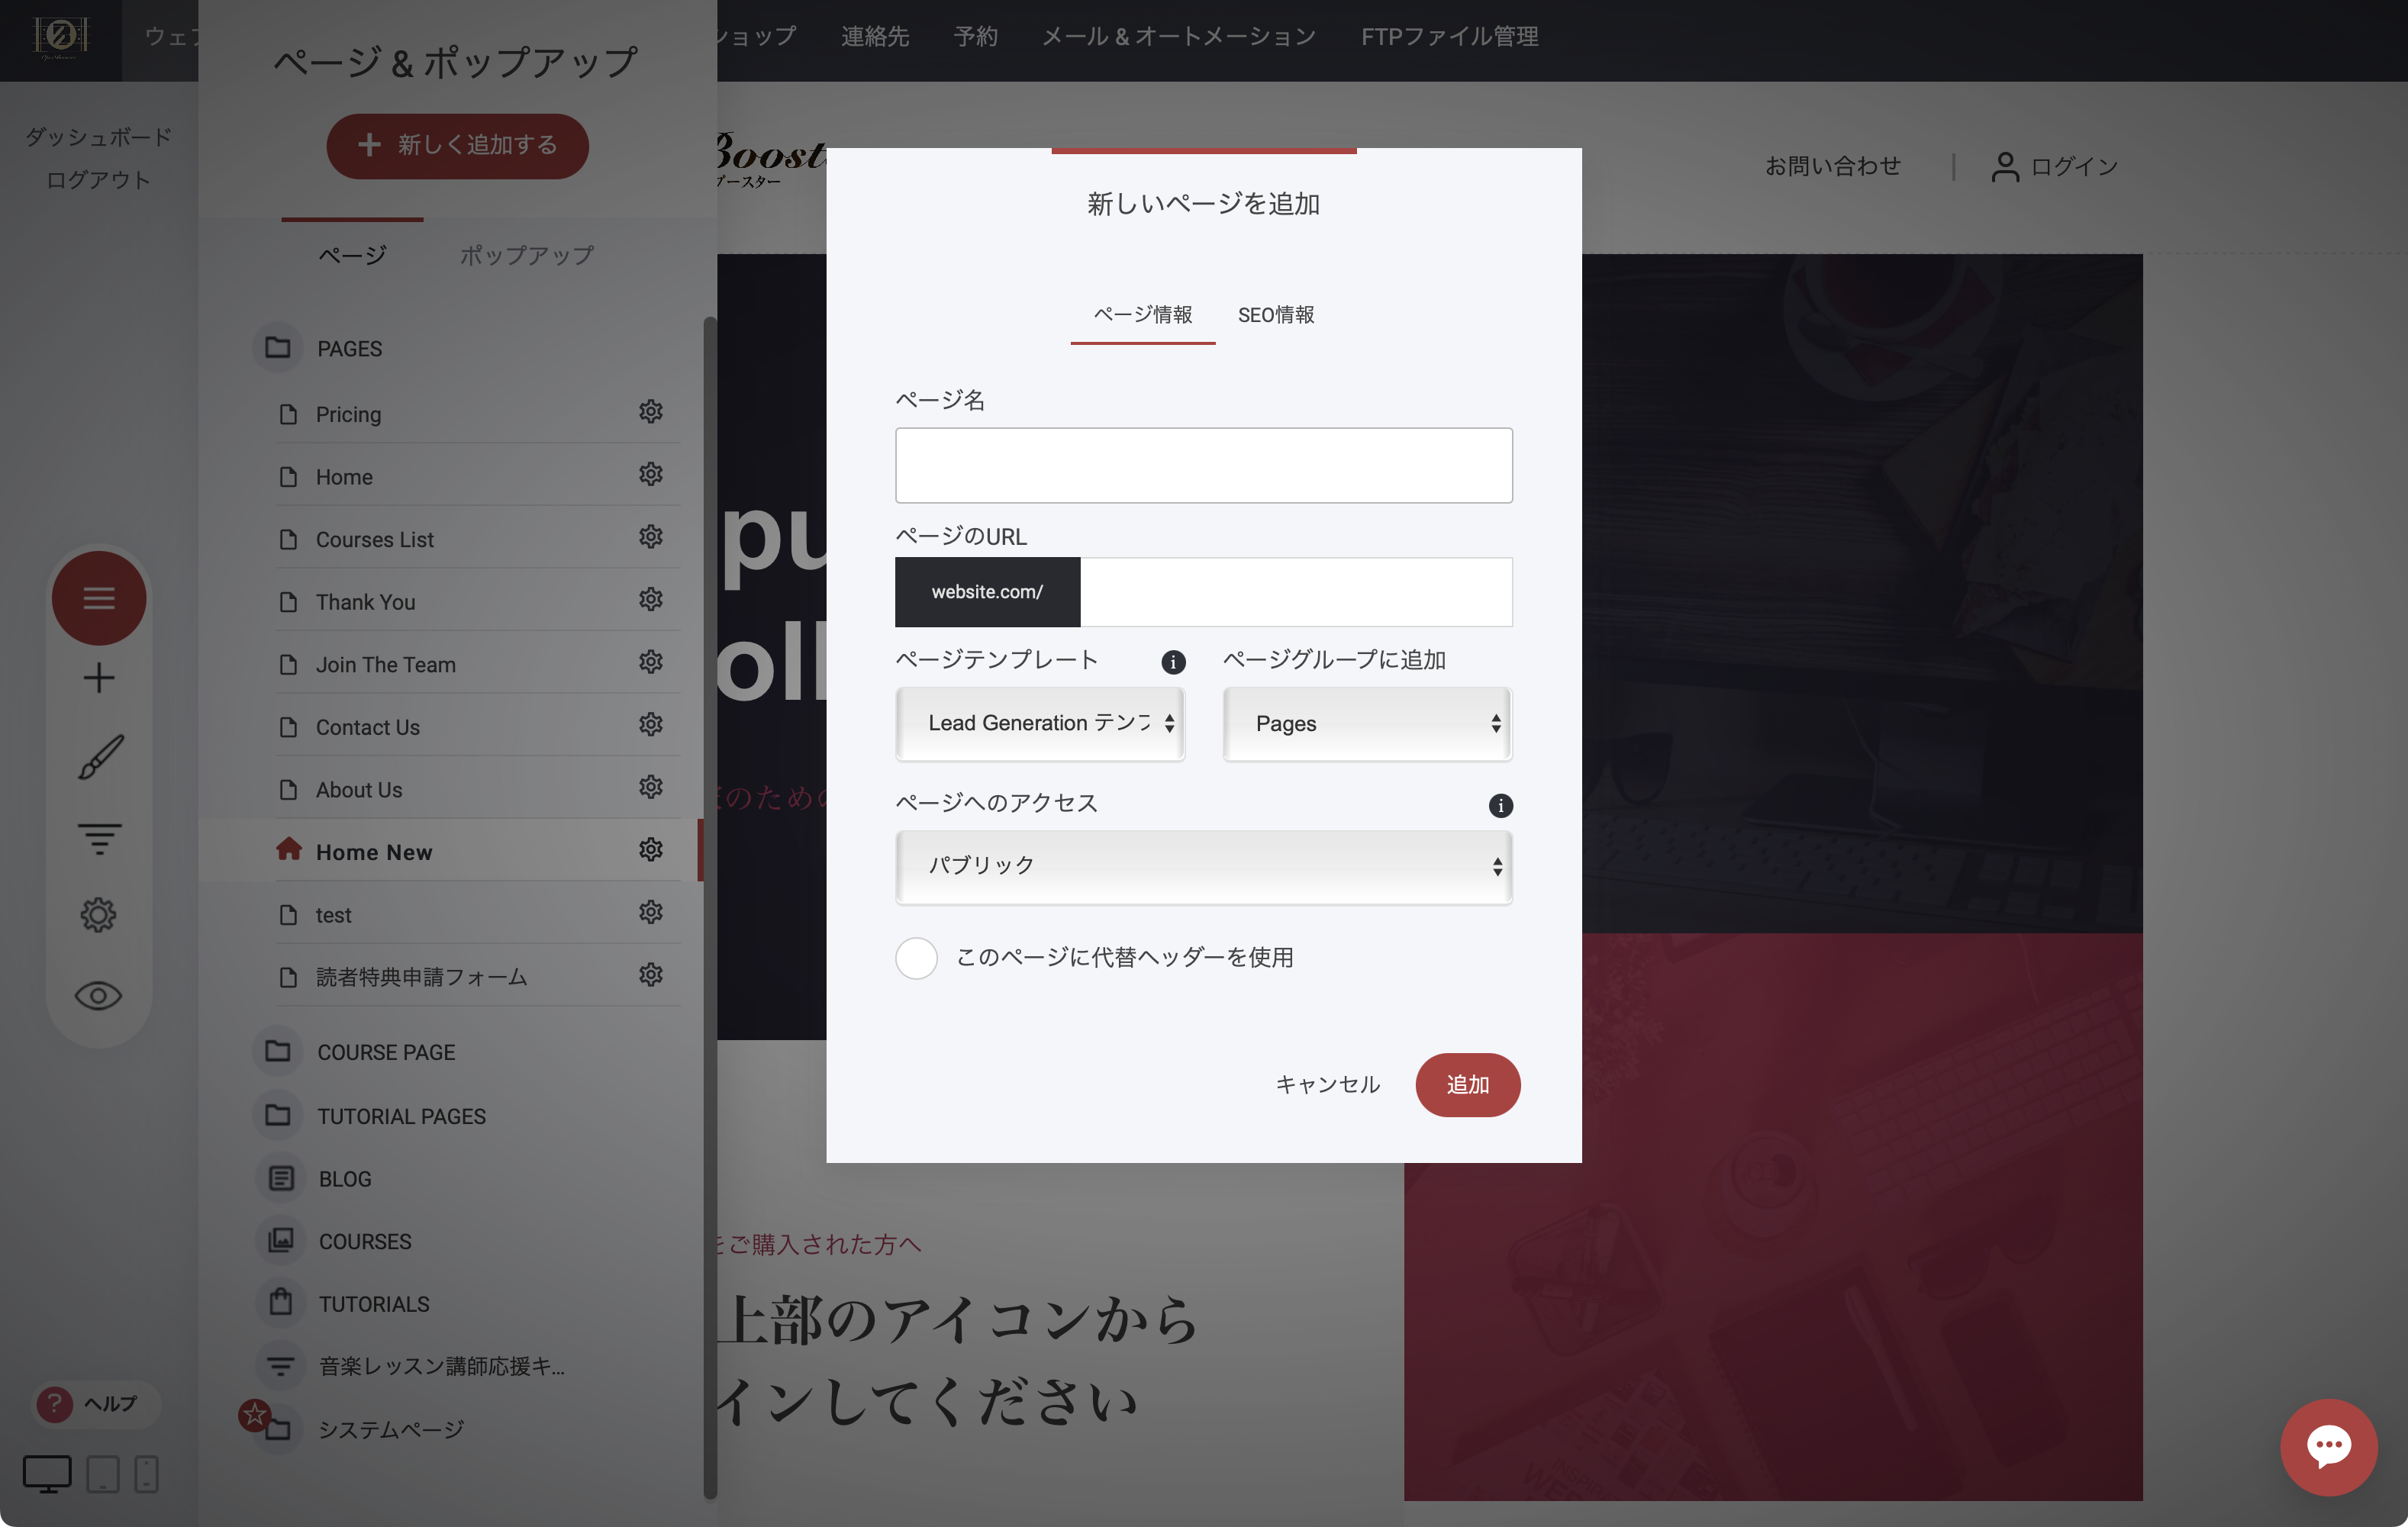 ショップ
連絡先
予約
メール & オートメーション
FTPファイル管理
ダッシュボード
ログアウト
ページ & ポップアップ
新しく追加する
ページ
ポップアップ
PAGES
Pricing
Home
Courses List
Thank You
Join The Team
Contact Us
About Us
Home New
test
読者特典申請フォーム
COURSE PAGE
TUTORIAL PAGES
BLOG
COURSES
TUTORIALS
音楽レッスン講師応援キ...
システムページ
ヘルプ
お問い合わせ
ログイン
新しいページを追加
ページ情報
SEO情報
ページ名
ページのURL
website.com/
ページテンプレート
ページグループに追加
Lead Generation テンプ
Pages
ページへのアクセス
パブリック
このページに代替ヘッダーを使用
キャンセル
追加
をご購入された方へ
上部のアイコンから
インしてください